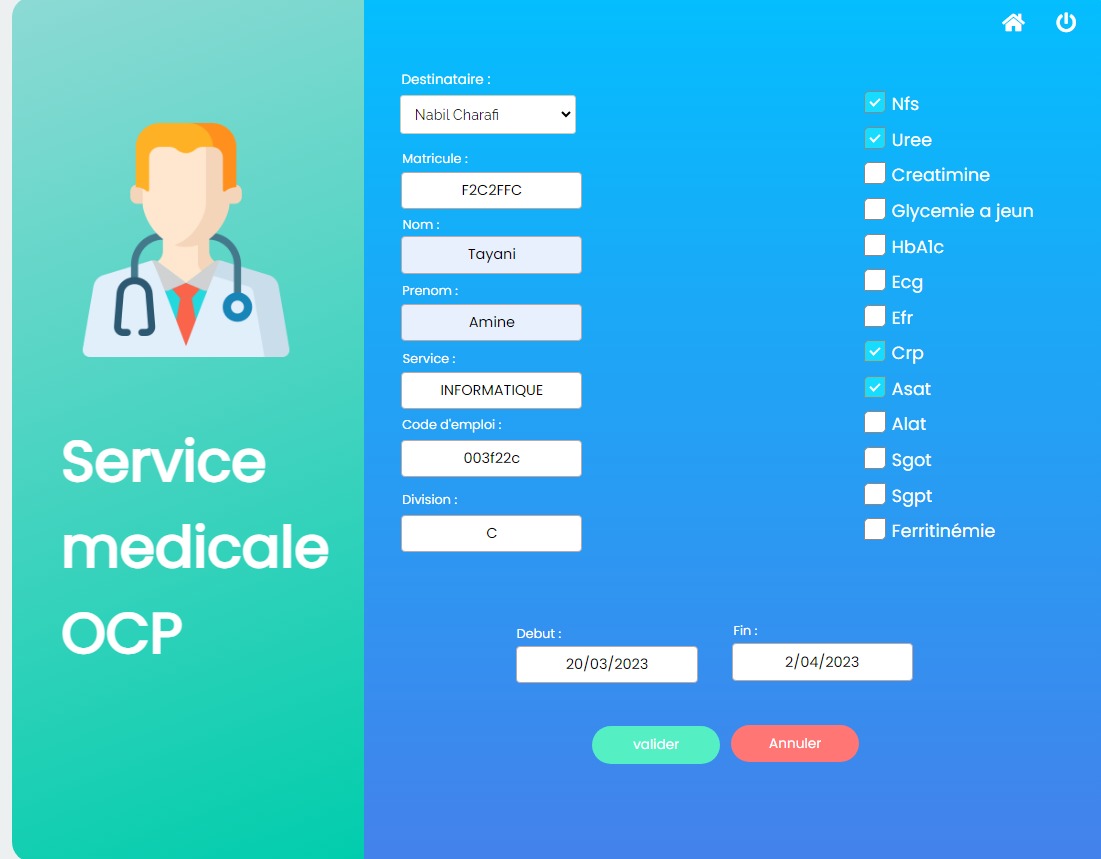 Service
medicale
OCP
Destinataire :
Nabil Charafi
Matricule :
F2C2FFC
Nom :
Tayani
Prenom :
Amine
Service :
INFORMATIQUE
Code d'emploi :
003f22c
Division :
C
Nfs
Uree
Creatimine
Glycemie a jeun
HbA1c
Ecg
Efr
Crp
Asat
Alat
Sgot
Sgpt
Ferritinémie
Debut :
20/03/2023
Fin :
2/04/2023
valider
Annuler